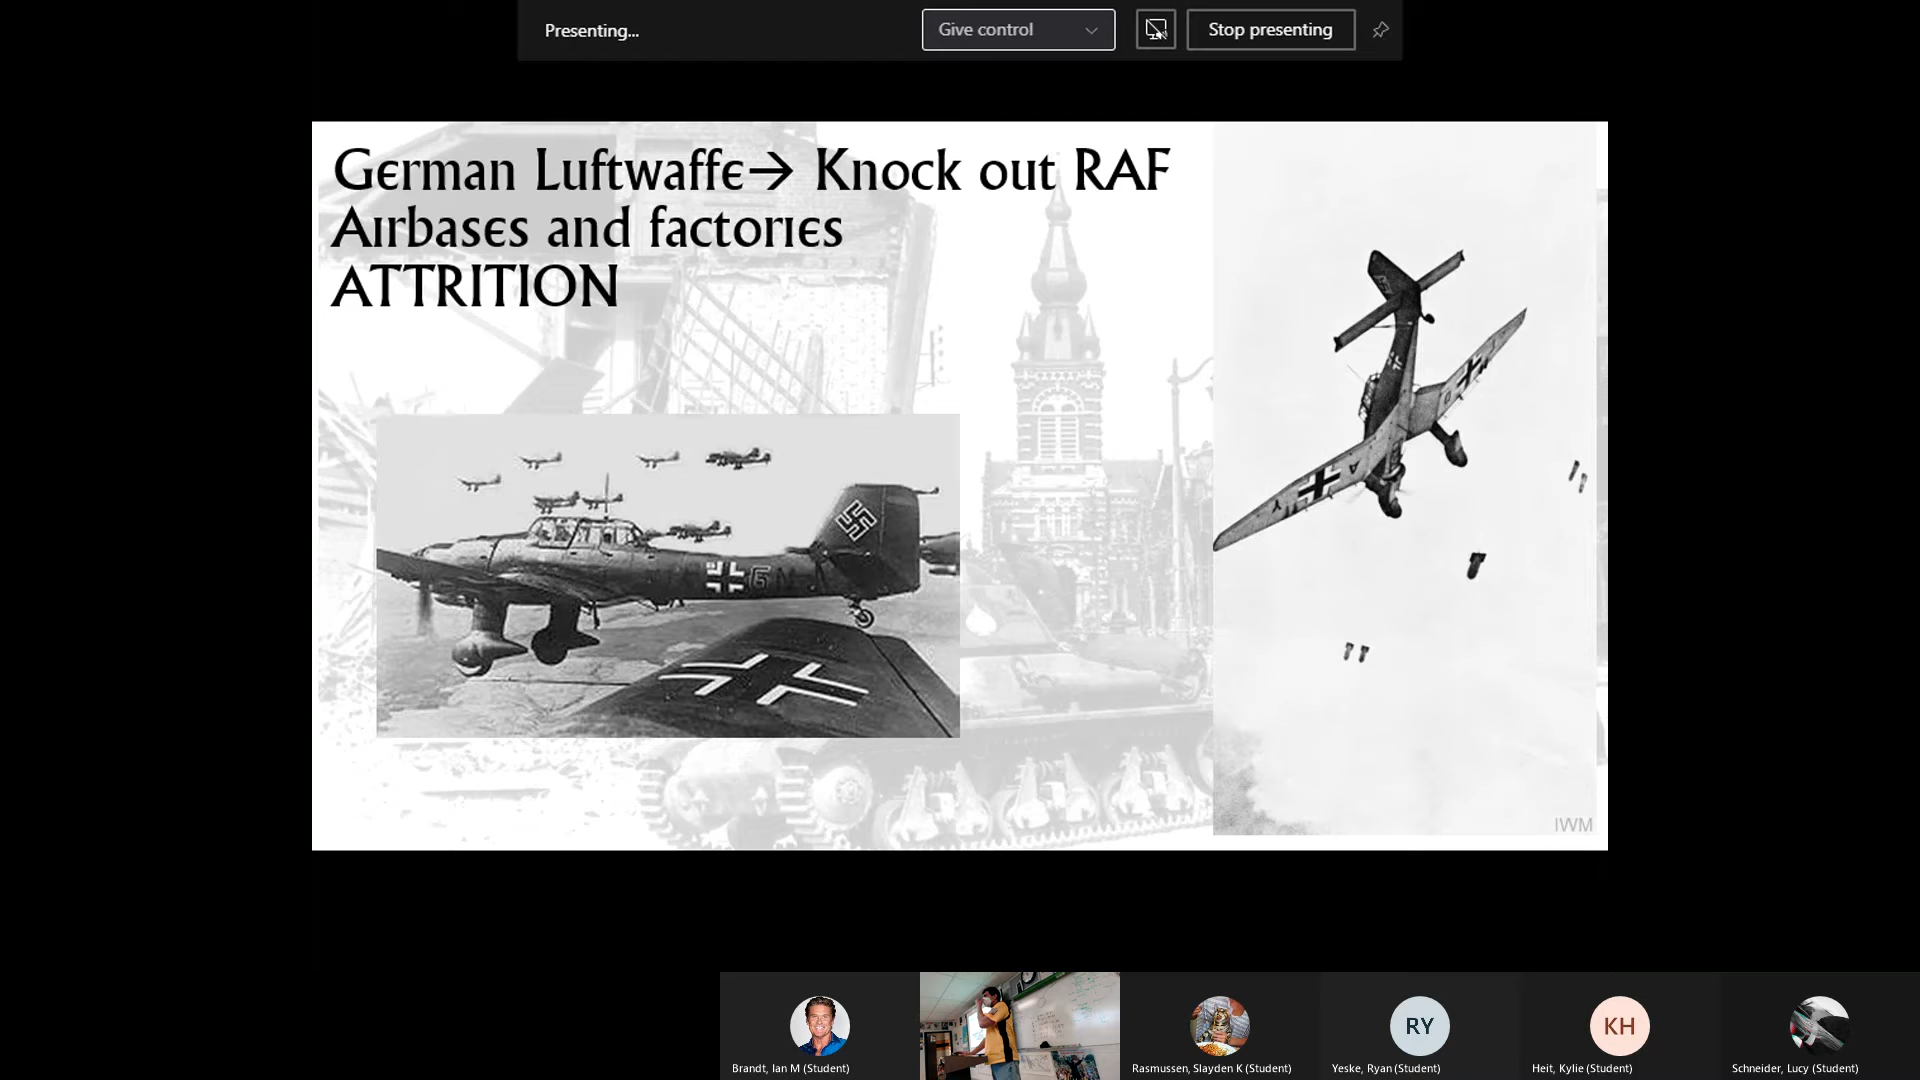 Presenting...
Give control
Stop presenting
German Luftwaffe→ Knock out RAF
Airbases and factories
ATTRITION
G
A
Y
IWM
RY
KH
Brandt, Ian M (Student)
Rasmussen, Slayden K (Student)
Yeske, Ryan (Student)
Heit, Kylie (Student)
Schneider, Lucy (Student)